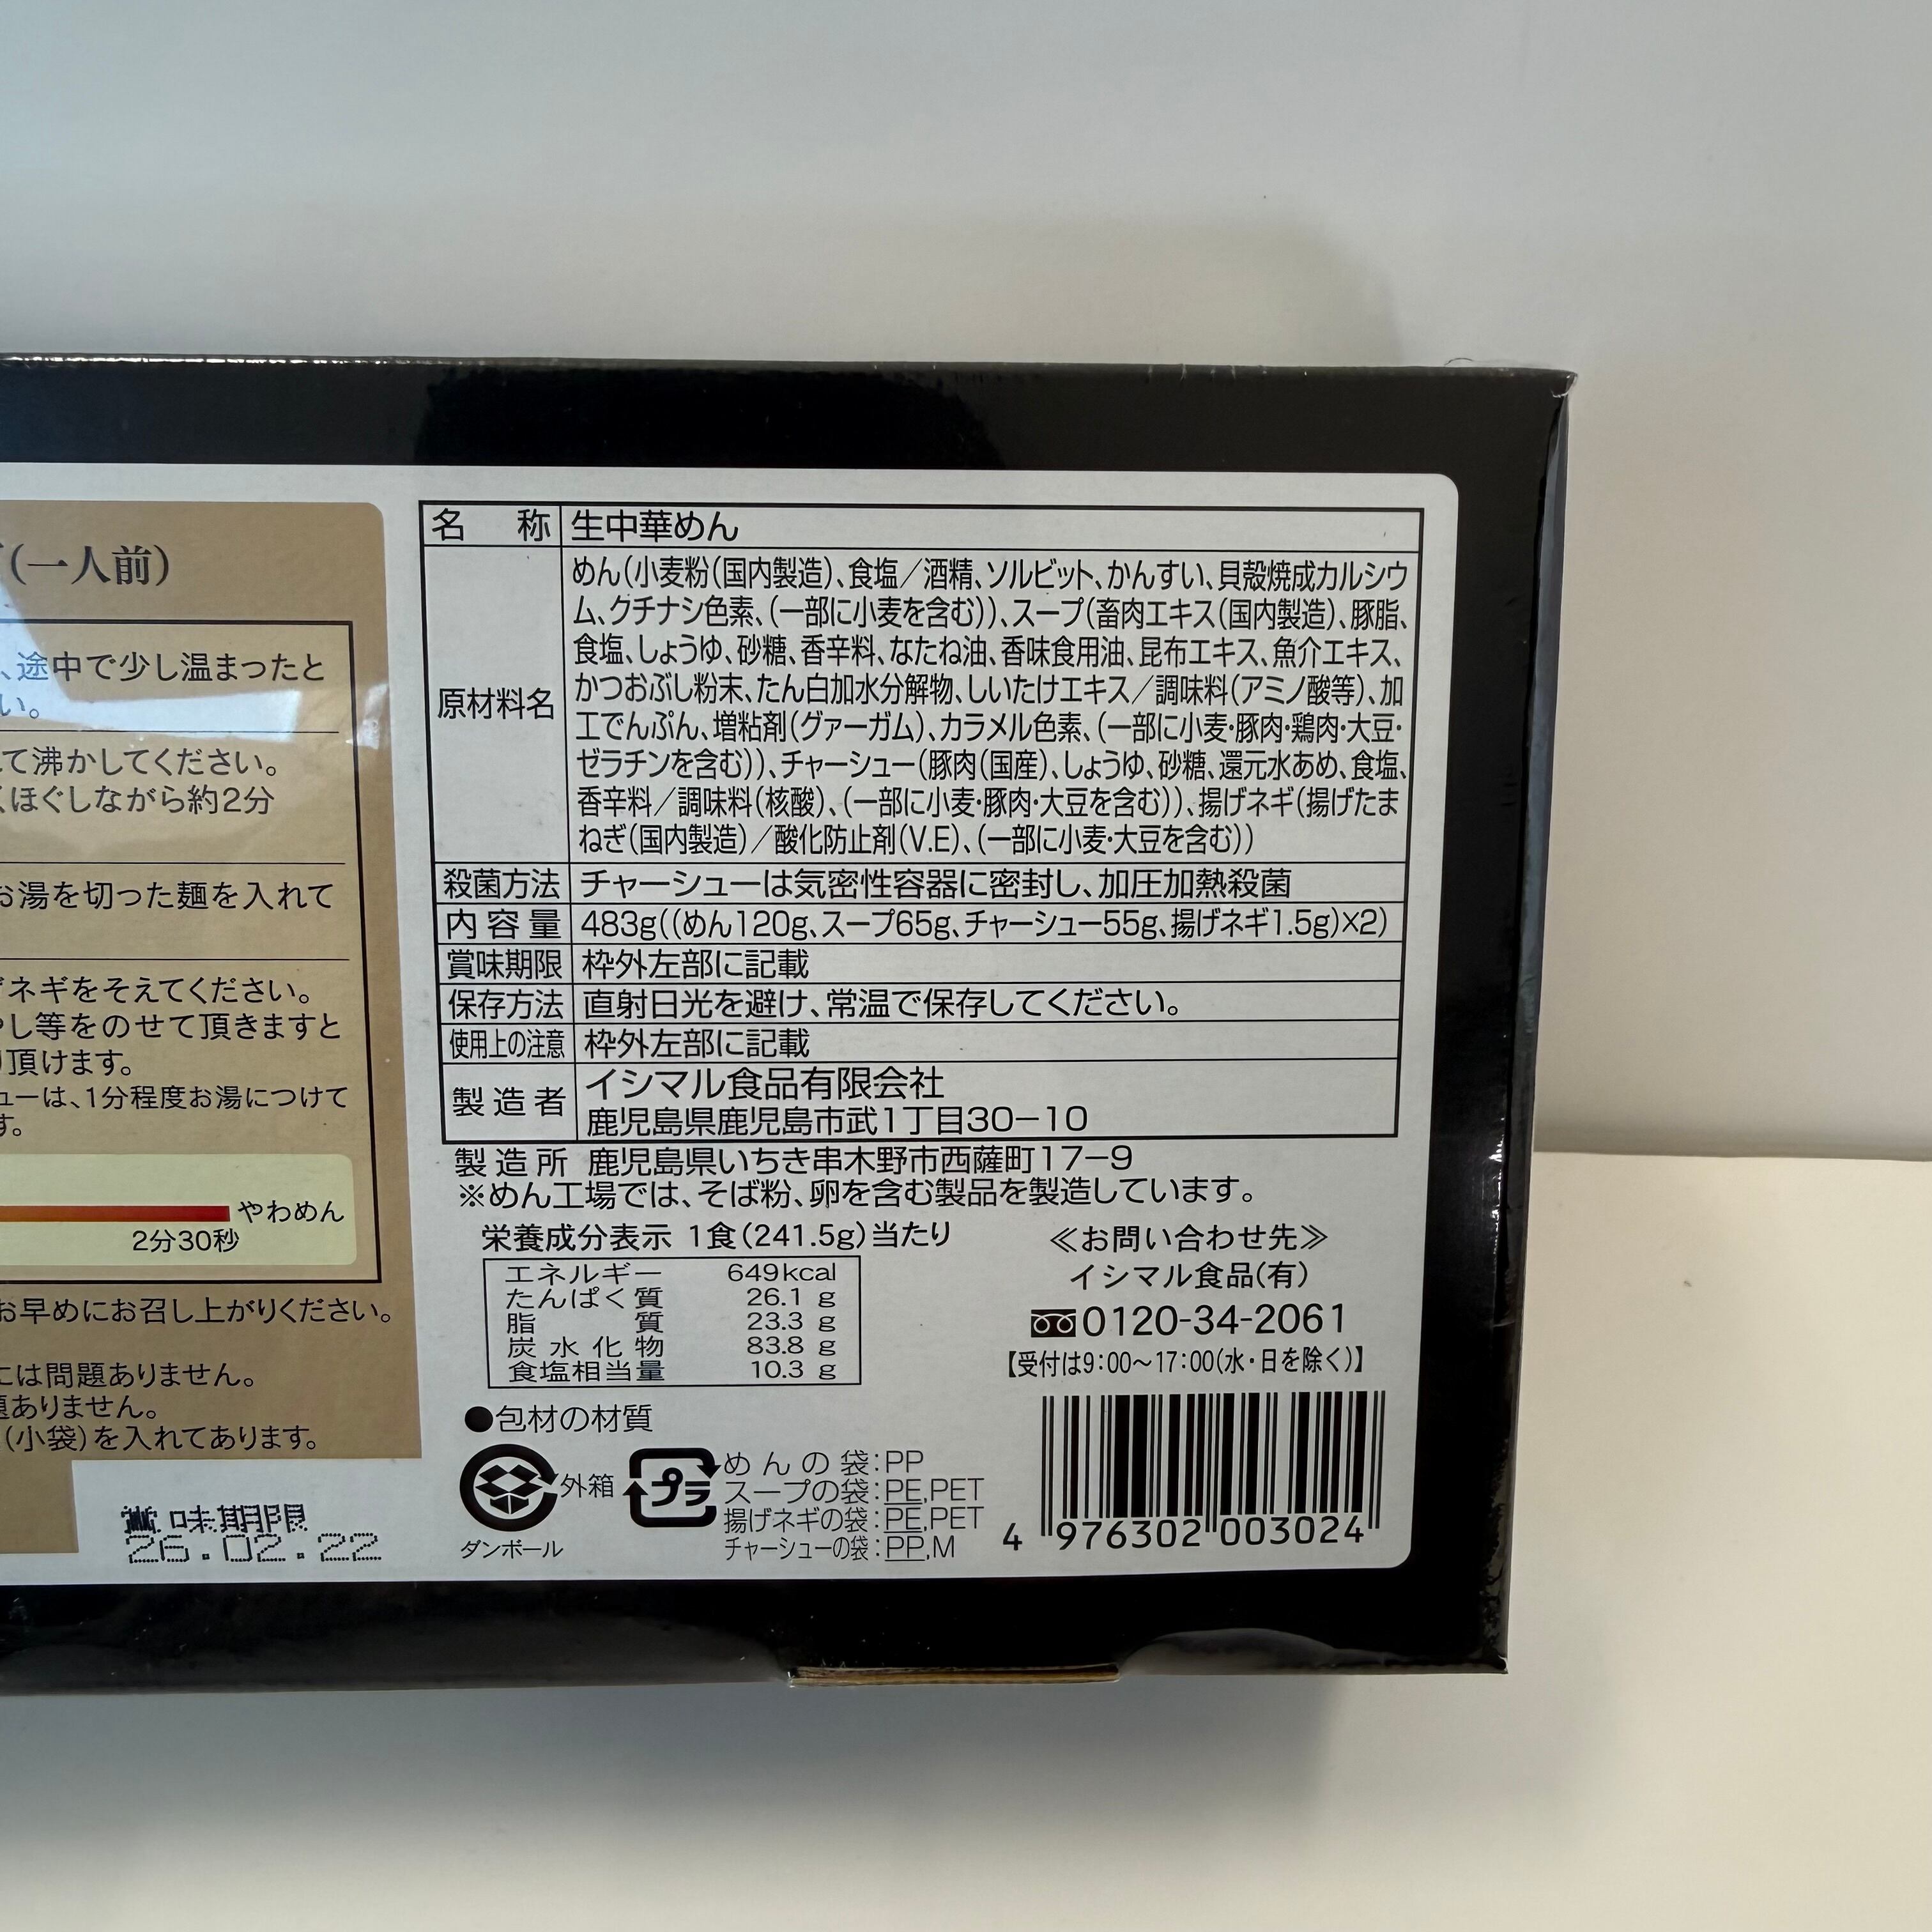 (一人前)
、途中で少し温まったと
い。
て沸かしてください。
くほぐしながら約2分
お湯を切った麺を入れて
ネギをそえてください。
し等をのせて頂きますと
頂けます。
ューは、1分程度お湯につけて
す。
やわめん
2分30秒
お早めにお召し上がりください。
には問題ありません。
題ありません。
(小袋)を入れてあります。
賞味期限
26.02.22
名称 生中華めん
原材料名
めん(小麦粉(国内製造)、食塩／酒精、ソルビット、かんすい、貝殻焼成カルシウ
ム、クチナシ色素、(一部に小麦を含む))、スープ(畜肉エキス(国内製造)、豚脂、
食塩、しょうゆ、砂糖、香辛料、なたね油、香味食用油、昆布エキス、魚介エキス、
かつおぶし粉末、たん白加水分解物、しいたけエキス／調味料(アミノ酸等)、加
工でんぷん、増粘剤(グァーガム)、カラメル色素、(一部に小麦・豚肉・鶏肉・大豆・
ゼラチンを含む))、チャーシュー(豚肉(国産)、しょうゆ、砂糖、還元水あめ、食塩、
香辛料／調味料(核酸)、(一部に小麦・豚肉・大豆を含む))、揚げネギ(揚げたま
ねぎ(国内製造)／酸化防止剤(V.E)、(一部に小麦・大豆を含む))
殺菌方法 チャーシューは気密性容器に密封し、加圧加熱殺菌
内容量 483g((めん120g、スープ65g、チャーシュー55g、揚げネギ1.5g)×2)
賞味期限 枠外左部に記載
保存方法 直射日光を避け、常温で保存してください。
使用上の注意 枠外左部に記載
製造者 イシマル食品有限会社
鹿児島県鹿児島市武1丁目30−10
製造所 鹿児島県いちき串木野市西薩町17−9
※めん工場では、そば粉、卵を含む製品を製造しています。
栄養成分表示 1食(241.5g)当たり
エネルギー 649kcal
たんぱく質 26.1 g
脂質 23.3 g
炭水化物 83.8 g
食塩相当量 10.3 g
≪お問い合わせ先≫
イシマル食品(有)
0120-34-2061
【受付は9:00〜17:00(水・日を除く)】
●包材の材質
外箱
ダンボール
プラ
めんの袋:PP
スープの袋:PE,PET
揚げネギの袋:PE,PET
チャーシューの袋:PP,M
4 976302 003024